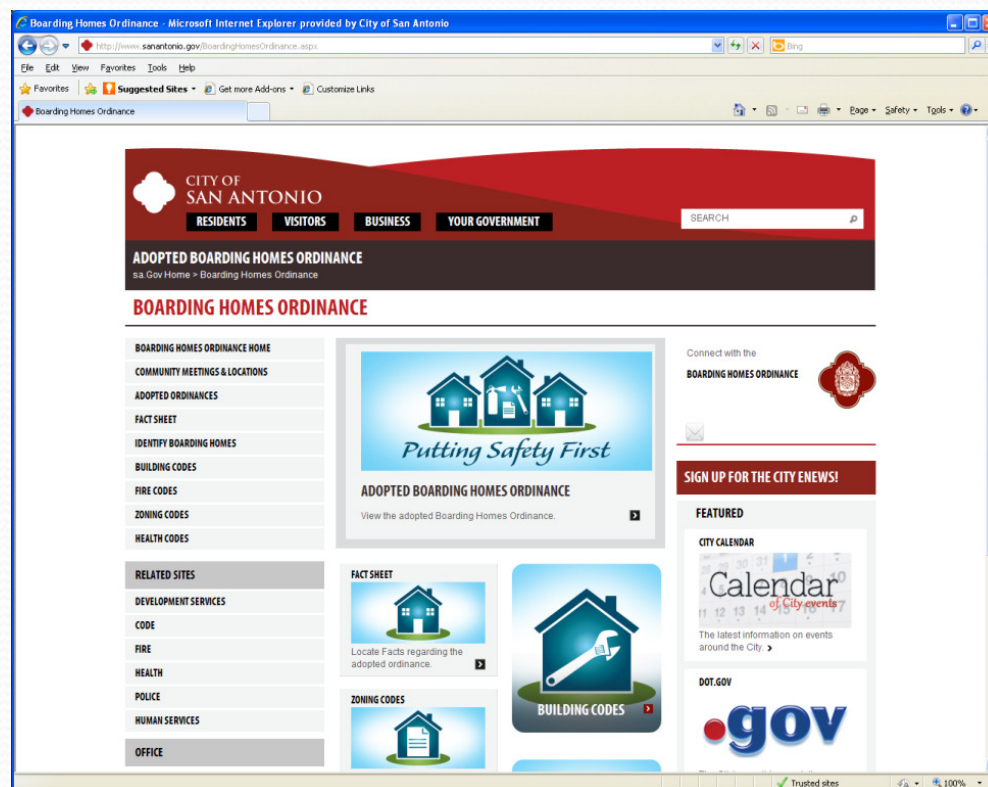 Boarding Homes Ordinance - Microsoft Internet Explorer provided by City of San Antonio
http://www.sanantonio.gov/BoardingHomesOrdinance.aspx
Bing
File Edit View Favorites Tools Help
Favorites Suggested Sites Get more Add-ons Customize Links
Boarding Homes Ordinance
Page Safety Tools
CITY OF
SAN ANTONIO
RESIDENTS VISITORS BUSINESS YOUR GOVERNMENT
SEARCH
ADOPTED BOARDING HOMES ORDINANCE
sa.Gov Home > Boarding Homes Ordinance
BOARDING HOMES ORDINANCE
BOARDING HOMES ORDINANCE HOME
COMMUNITY MEETINGS & LOCATIONS
ADOPTED ORDINANCES
FACT SHEET
IDENTIFY BOARDING HOMES
BUILDING CODES
FIRE CODES
ZONING CODES
HEALTH CODES
RELATED SITES
DEVELOPMENT SERVICES
CODE
FIRE
HEALTH
POLICE
HUMAN SERVICES
OFFICE
Putting Safety First
ADOPTED BOARDING HOMES ORDINANCE
View the adopted Boarding Homes Ordinance.
FACT SHEET
Locate Facts regarding the
adopted ordinance.
ZONING CODES
BUILDING CODES
Connect with the
BOARDING HOMES ORDINANCE
SIGN UP FOR THE CITY ENEWS!
FEATURED
CITY CALENDAR
Calendar
of City events
The latest information on events
around the City.
DOT.GOV
.gov
Trusted sites
100%